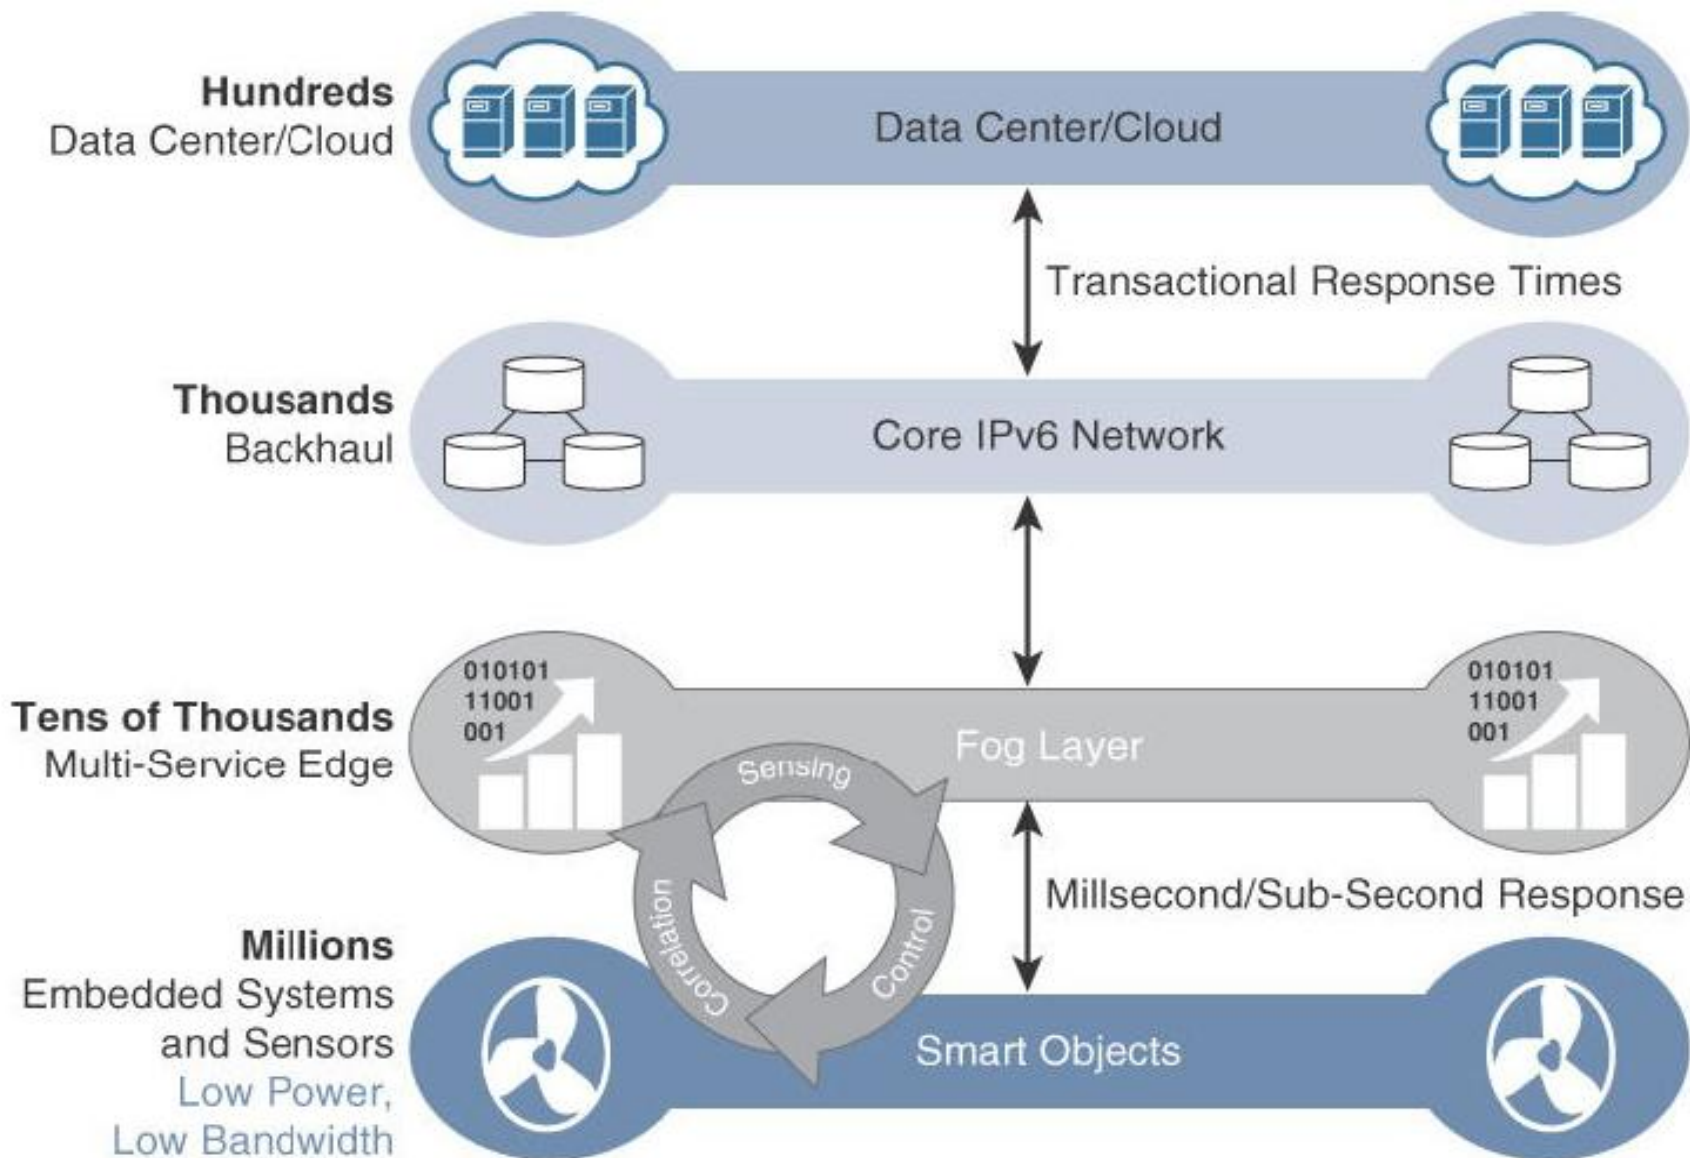 Hundreds
Data Center/Cloud
Data Center/Cloud
Transactional Response Times
Thousands
Backhaul
Core IPv6 Network
010101
11001
001
Tens of Thousands
Multi-Service Edge
Fog Layer
010101
11001
001
Sensing
Control
Correlation
Millsecond/Sub-Second Response
Millions
Embedded Systems
and Sensors
Low Power,
Low Bandwidth
Smart Objects